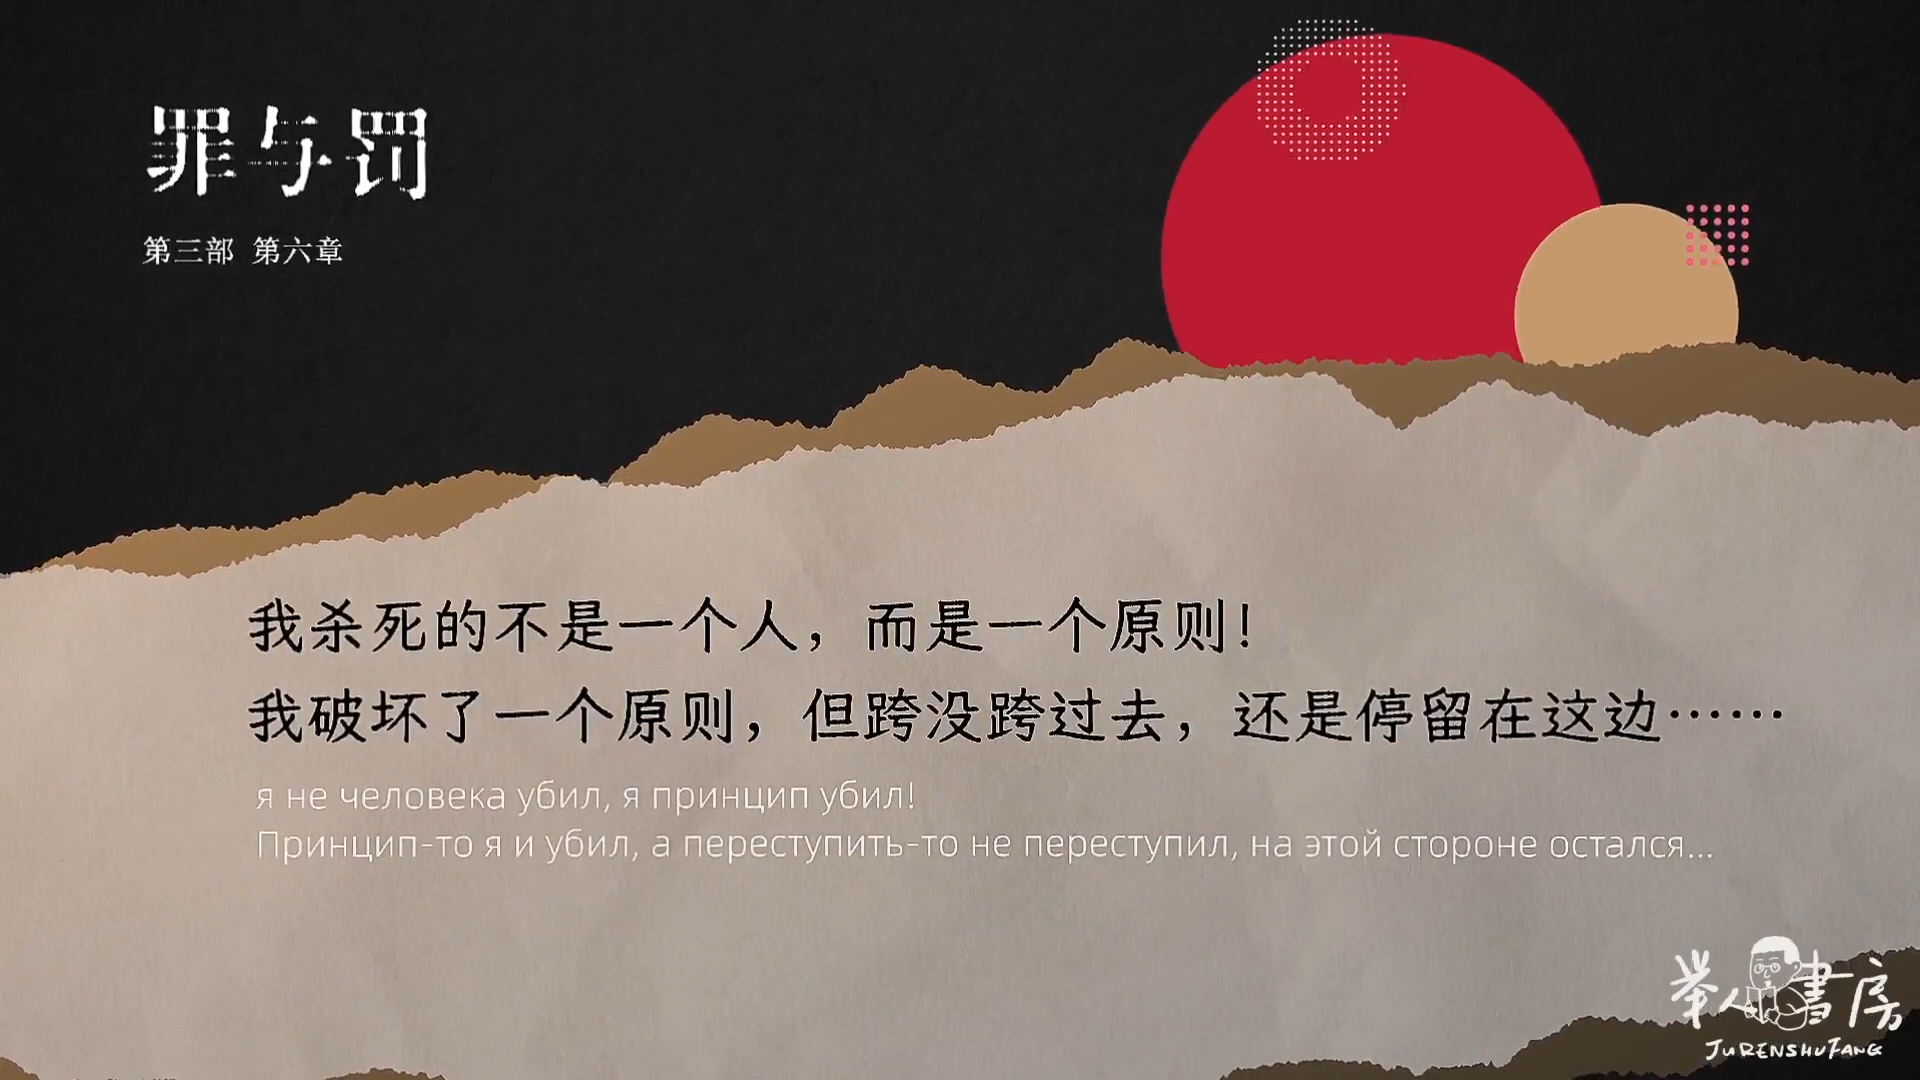 罪与罚
第三部 第六章
我杀死的不是一个人，而是一个原则！
我破坏了一个原则，但跨没跨过去，还是停留在这边……
я не человека убил, я принцип убил!
Принцип-то я и убил, а переступить-то не переступил, на этой стороне остался...
举人書房
JURENSHUFANG